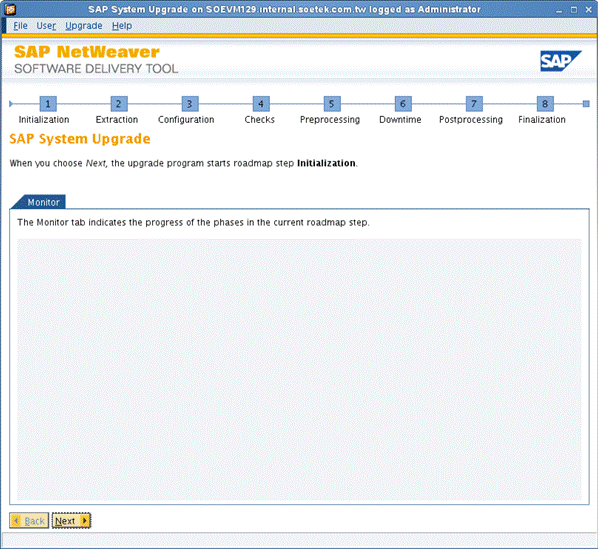 SAP System Upgrade on SOEVM129.internal.soetek.com.tw logged as Administrator
File User Upgrade Help
SAP NetWeaver
SOFTWARE DELIVERY TOOL
SAP
1 2 3 4 5 6 7 8
Initialization Extraction Configuration Checks Preprocessing Downtime Postprocessing Finalization
SAP System Upgrade
When you choose Next, the upgrade program starts roadmap step Initialization.
Monitor
The Monitor tab indicates the progress of the phases in the current roadmap step.
Back Next